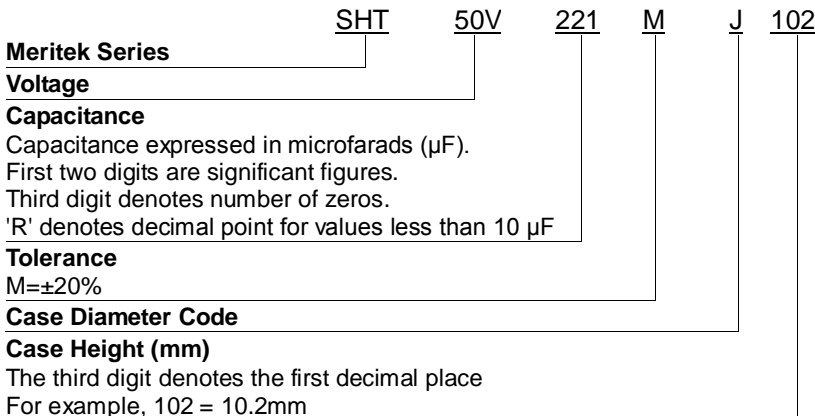 SHT 50V 221 M J 102
Meritek Series
Voltage
Capacitance
Capacitance expressed in microfarads (µF).
First two digits are significant figures.
Third digit denotes number of zeros.
'R' denotes decimal point for values less than 10 µF
Tolerance
M=±20%
Case Diameter Code
Case Height (mm)
The third digit denotes the first decimal place
For example, 102 = 10.2mm